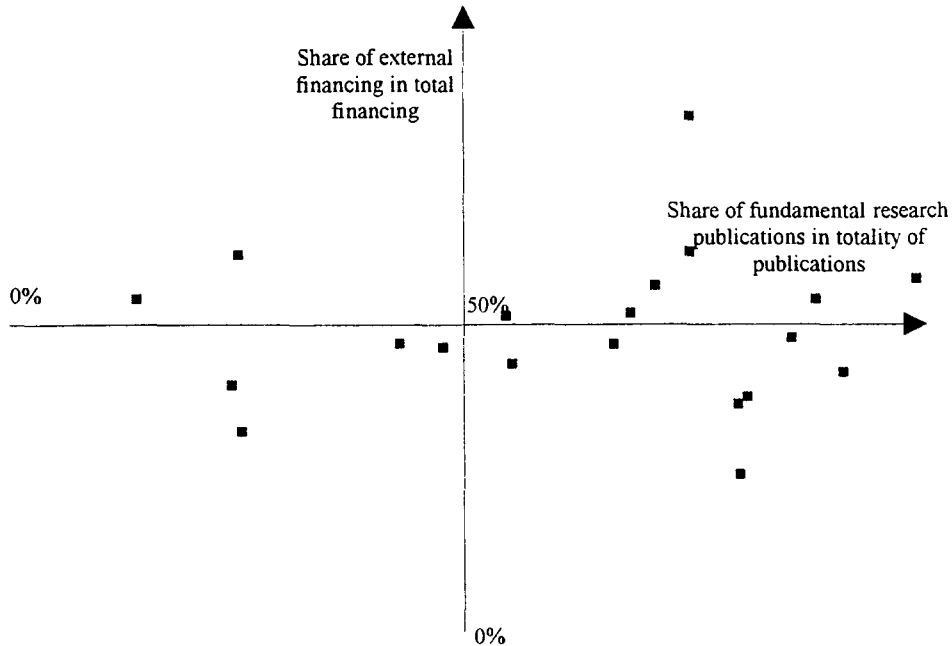 Share of external
financing in total
financing
Share of fundamental research
publications in totality of
publications
0%
50%
0%